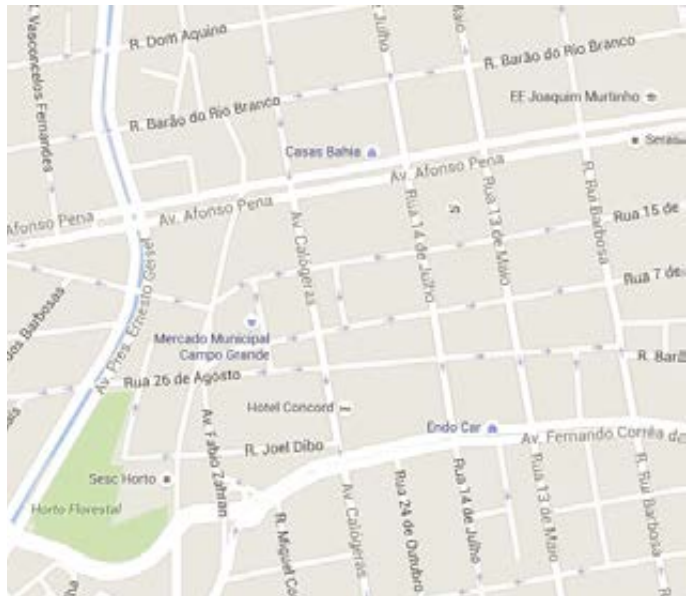 R. Dom Aquino
Vasconcelos Fernandes
R. Barão do Rio Branco
Julho
Maio
R. Barão do Rio Branco
EF Joaquim Murtinho
Casas Bahia
Av. Afonso Pena
Afonso Pena
Av. Afonso Pena
Av. Pres. Ernesto Geisel
Av. Calógeras
Rua 14 de Julho
Rua 13 de Maio
R. Rui Barbosa
Rua 15 de
Rua 7 de
dos Barbosas
Mercado Municipal
Campo Grande
Rua 26 de Agosto
R. Barã
Hotel Concord
Endo Car
Av. Fernando Corrêa d
Av. Fabio Zahran
R. Joel Dibo
Sesc Horto
Horto Florestal
R. Miguel Co
Av. Calógeras
Rua 24 de Outubro
Rua 14 de Julho
Rua 13 de Maio
R. Rui Barbosa